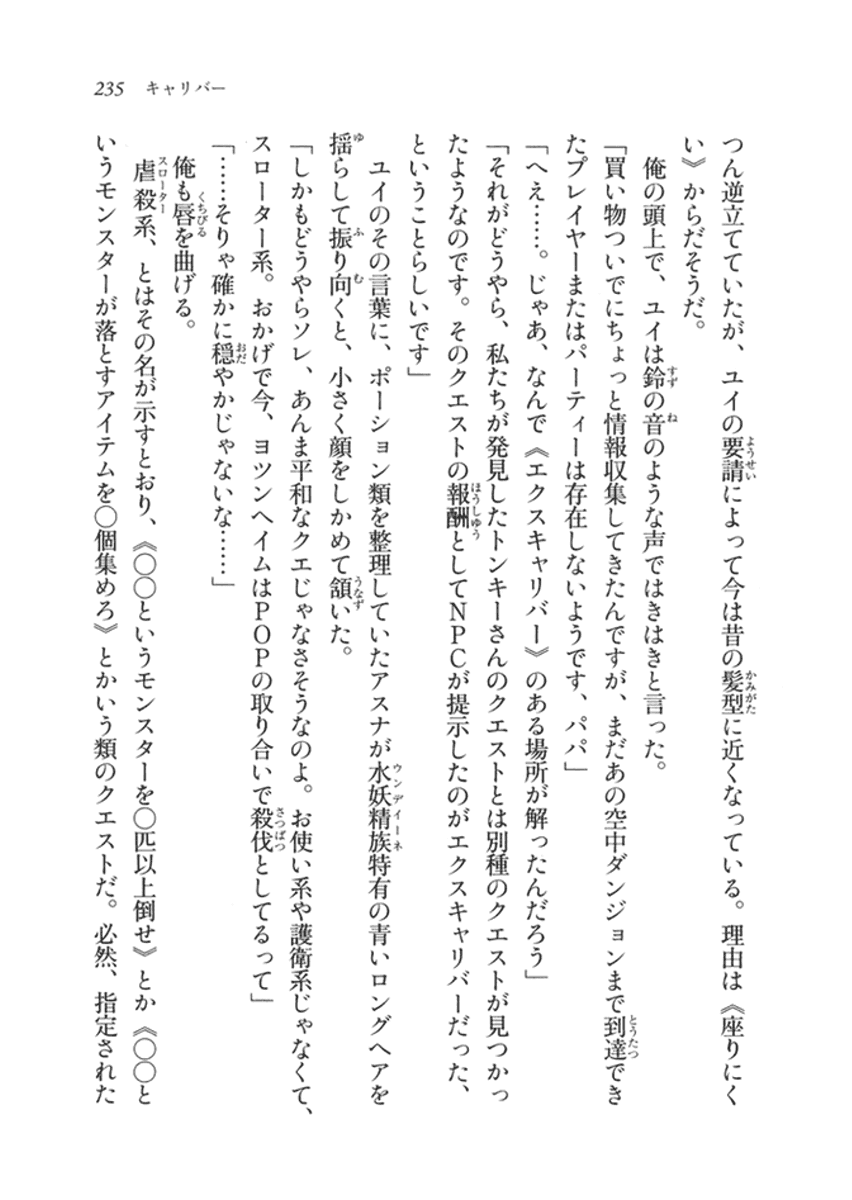 235 キャリバー
つん逆立てていたが、ユイの要請によって今は昔の髪型に近くなっている。理由は《座りにく
い》からだそうだ。
俺の頭上で、ユイは鈴の音のような声ではきはきと言った。
「買い物ついでにちょっと情報収集してきたんですが、まだあの空中ダンジョンまで到達でき
たプレイヤーまたはパーティーは存在しないようです、パパ」
「へえ……。じゃあ、なんで《エクスキャリバー》のある場所が解ったんだろう」
「それがどうやら、私たちが発見したトンキーさんのクエストとは別種のクエストが見つかっ
たようなのです。そのクエストの報酬としてＮＰＣが提示したのがエクスキャリバーだった、
ということらしいです」
ユイのその言葉に、ポーション類を整理していたアスナが水妖精族特有の青いロングヘアを
揺らして振り向くと、小さく顔をしかめて頷いた。
「しかもどうやらソレ、あんま平和なクエじゃなさそうなのよ。お使い系や護衛系じゃなくて、
スローター系。おかげで今、ヨツンヘイムはＰＯＰの取り合いで殺伐としてるって」
「……そりゃ確かに穏やかじゃないな……」
俺も唇を曲げる。
虐殺系、とはその名が示すとおり、《〇〇というモンスターを〇匹以上倒せ》とか《〇〇と
いうモンスターが落とすアイテムを〇個集めろ》とかいう類のクエストだ。必然、指定された